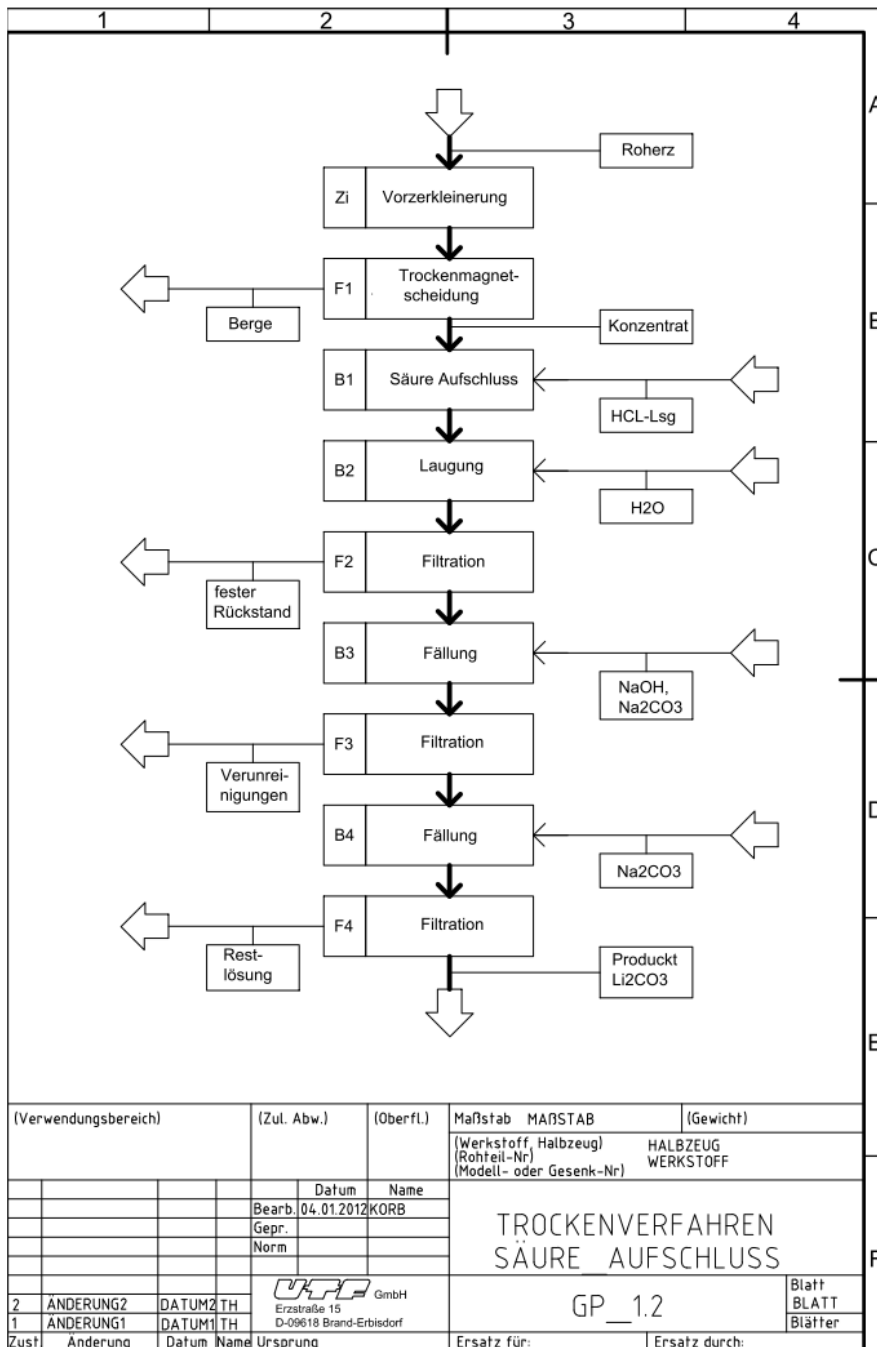 1 2 3 4
A
Roherz
Zi Vorzerkleinerung
F1 Trockenmagnet-
scheidung
Berge
Konzentrat
B
B1 Säure Aufschluss
HCL-Lsg
B2 Laugung
H2O
F2 Filtration
C
fester
Rückstand
B3 Fällung
NaOH,
Na2CO3
F3 Filtration
Verunrei-
nigungen
D
B4 Fällung
Na2CO3
F4 Filtration
Rest-
lösung
Produckt
Li2CO3
E
(Verwendungsbereich) (Zul. Abw.) (Oberfl.) Maßstab MAßSTAB (Gewicht)
(Werkstoff, Halbzeug) HALBZEUG
(Rohteil-Nr) WERKSTOFF
(Modell- oder Gesenk-Nr)
Datum Name
Bearb. 04.01.2012 KORB
Gepr.
Norm
TROCKENVERFAHREN
SÄURE_AUFSCHLUSS
F
UTF GmbH
Erzstraße 15
D-09618 Brand-Erbisdorf
GP_1.2
Blatt
BLATT
Blätter
2 ÄNDERUNG2 DATUM2 TH
1 ÄNDERUNG1 DATUM1 TH
Zust. Änderung Datum Name Ursprung Ersatz für: Ersatz durch: